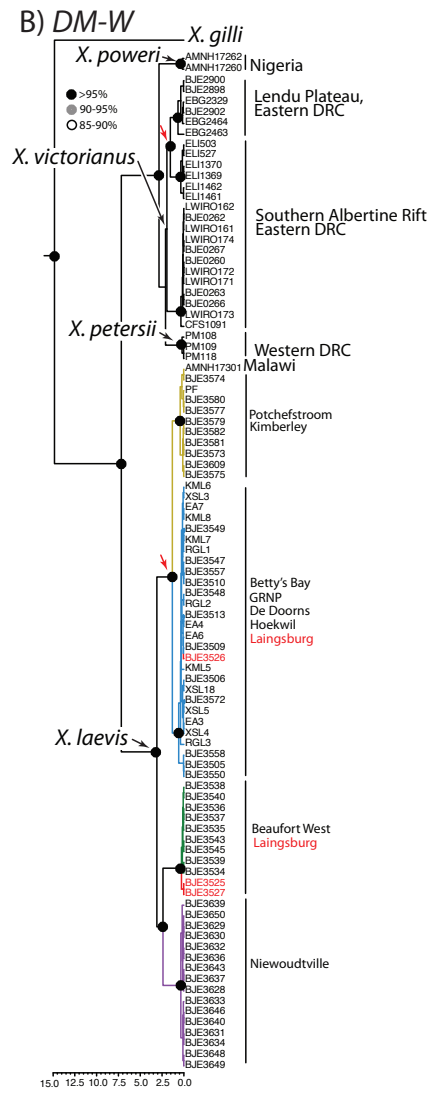 B) DM-W
X. gilli
X. poweri
AMNH17262
AMNH17260
Nigeria
>95%
90-95%
85-90%
BJE2900
BJE2898
EBG2329
BJE2902
EBG2464
EBG2463
Lendu Plateau,
Eastern DRC
X. victorianus
ELI503
ELI527
ELI1370
ELI1369
ELI1462
ELI1461
LWIRO162
BJE0262
LWIRO161
LWIRO174
BJE0267
BJE0260
LWIRO172
LWIRO171
BJE0263
BJE0266
LWIRO173
CFS1091
Southern Albertine Rift
Eastern DRC
X. petersii
PM108
PM109
PM118
Western DRC
AMNH17301
Malawi
BJE3574
PF
BJE3580
BJE3577
BJE3579
BJE3582
BJE3581
BJE3573
BJE3609
BJE3575
Potchefstroom
Kimberley
KML6
XSL3
EA7
KML8
BJE3549
KML7
RGL1
BJE3547
BJE3557
BJE3510
BJE3548
RGL2
BJE3513
EA4
EA6
BJE3509
BJE3526
KML5
BJE3506
XSL18
BJE3572
XSL5
EA3
XSL4
RGL3
BJE3558
BJE3505
BJE3550
Betty's Bay
GRNP
De Doorns
Hoekwil
Laingsburg
X. laevis
BJE3538
BJE3540
BJE3536
BJE3537
BJE3535
BJE3543
BJE3545
BJE3539
BJE3534
BJE3525
BJE3527
Beaufort West
Laingsburg
BJE3639
BJE3650
BJE3629
BJE3630
BJE3632
BJE3636
BJE3643
BJE3637
BJE3628
BJE3633
BJE3646
BJE3640
BJE3631
BJE3634
BJE3648
BJE3649
Niewoudtville
15.0 12.5 10.0 7.5 5.0 2.5 0.0